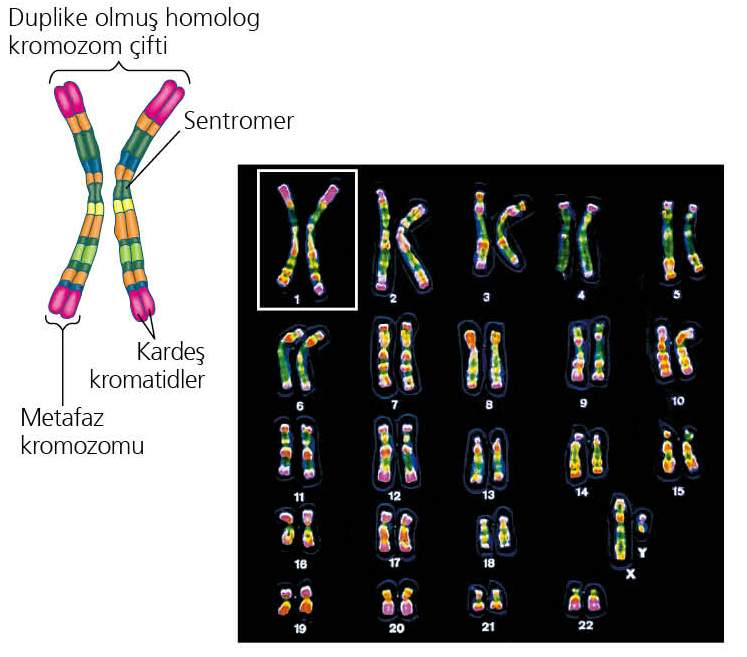 Duplike olmuş homolog
kromozom çifti
Sentromer
Kardeş
kromatidler
Metafaz
kromozomu
1 2 3 4 5
6 7 8 9 10
11 12 13 14 15
16 17 18 X Y
19 20 21 22